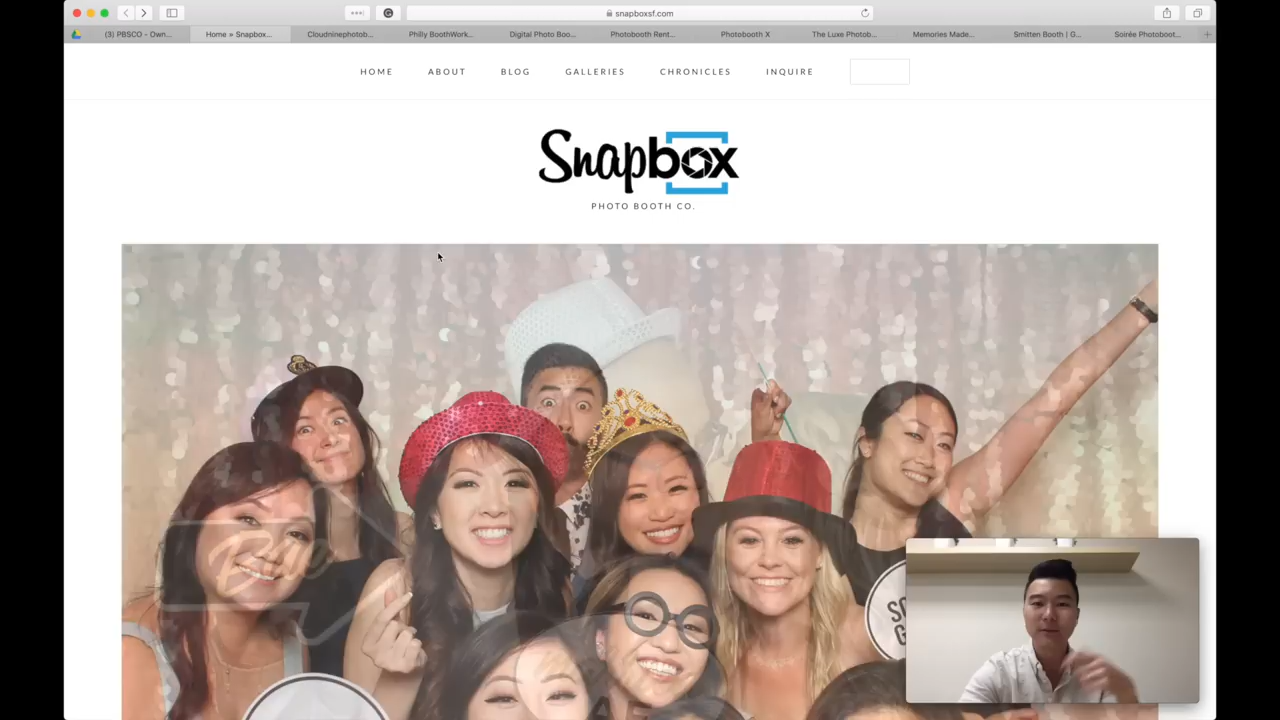 snapboxsf.com
(3) PBSCO - Own...
Home » Snapbox...
Cloudninephotob...
Philly BoothWork...
Digital Photo Boo...
Photobooth Rent...
Photobooth X
The Luxe Photob...
Memories Made...
Smitten Booth | G...
Soirée Photoboot...
HOME
ABOUT
BLOG
GALLERIES
CHRONICLES
INQUIRE
Snapbox
PHOTO BOOTH CO.